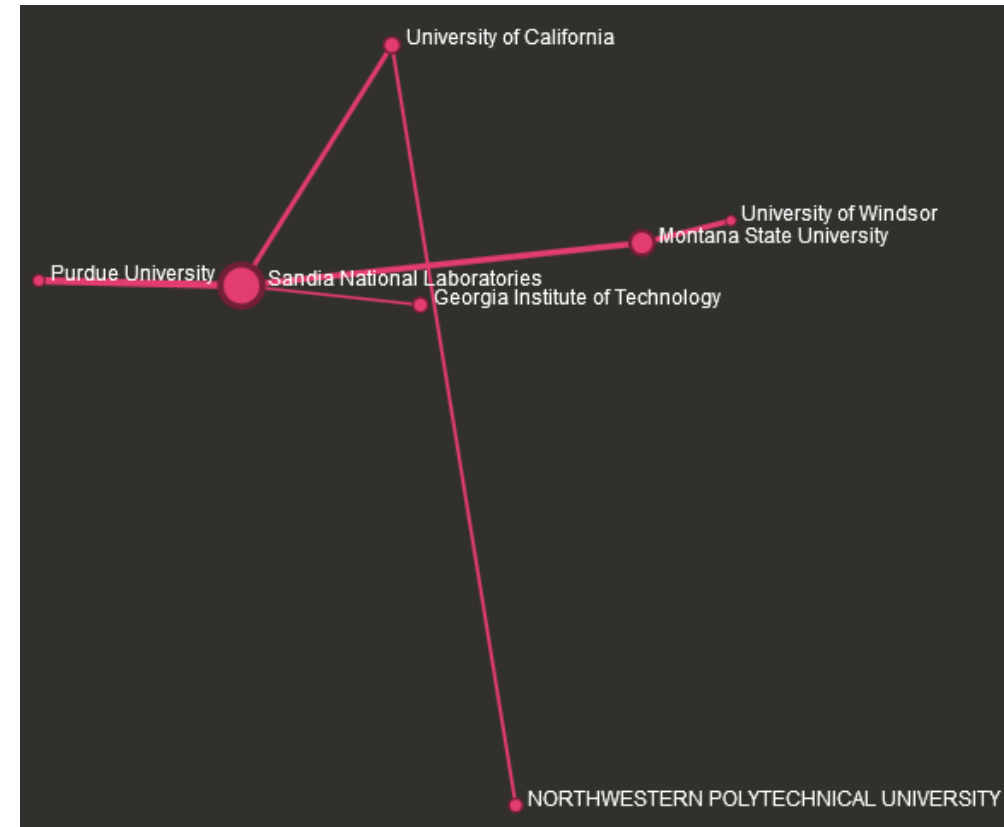 University of California
University of Windsor
Montana State University
Purdue University
Sandia National Laboratories
Georgia Institute of Technology
NORTHWESTERN POLYTECHNICAL UNIVERSITY